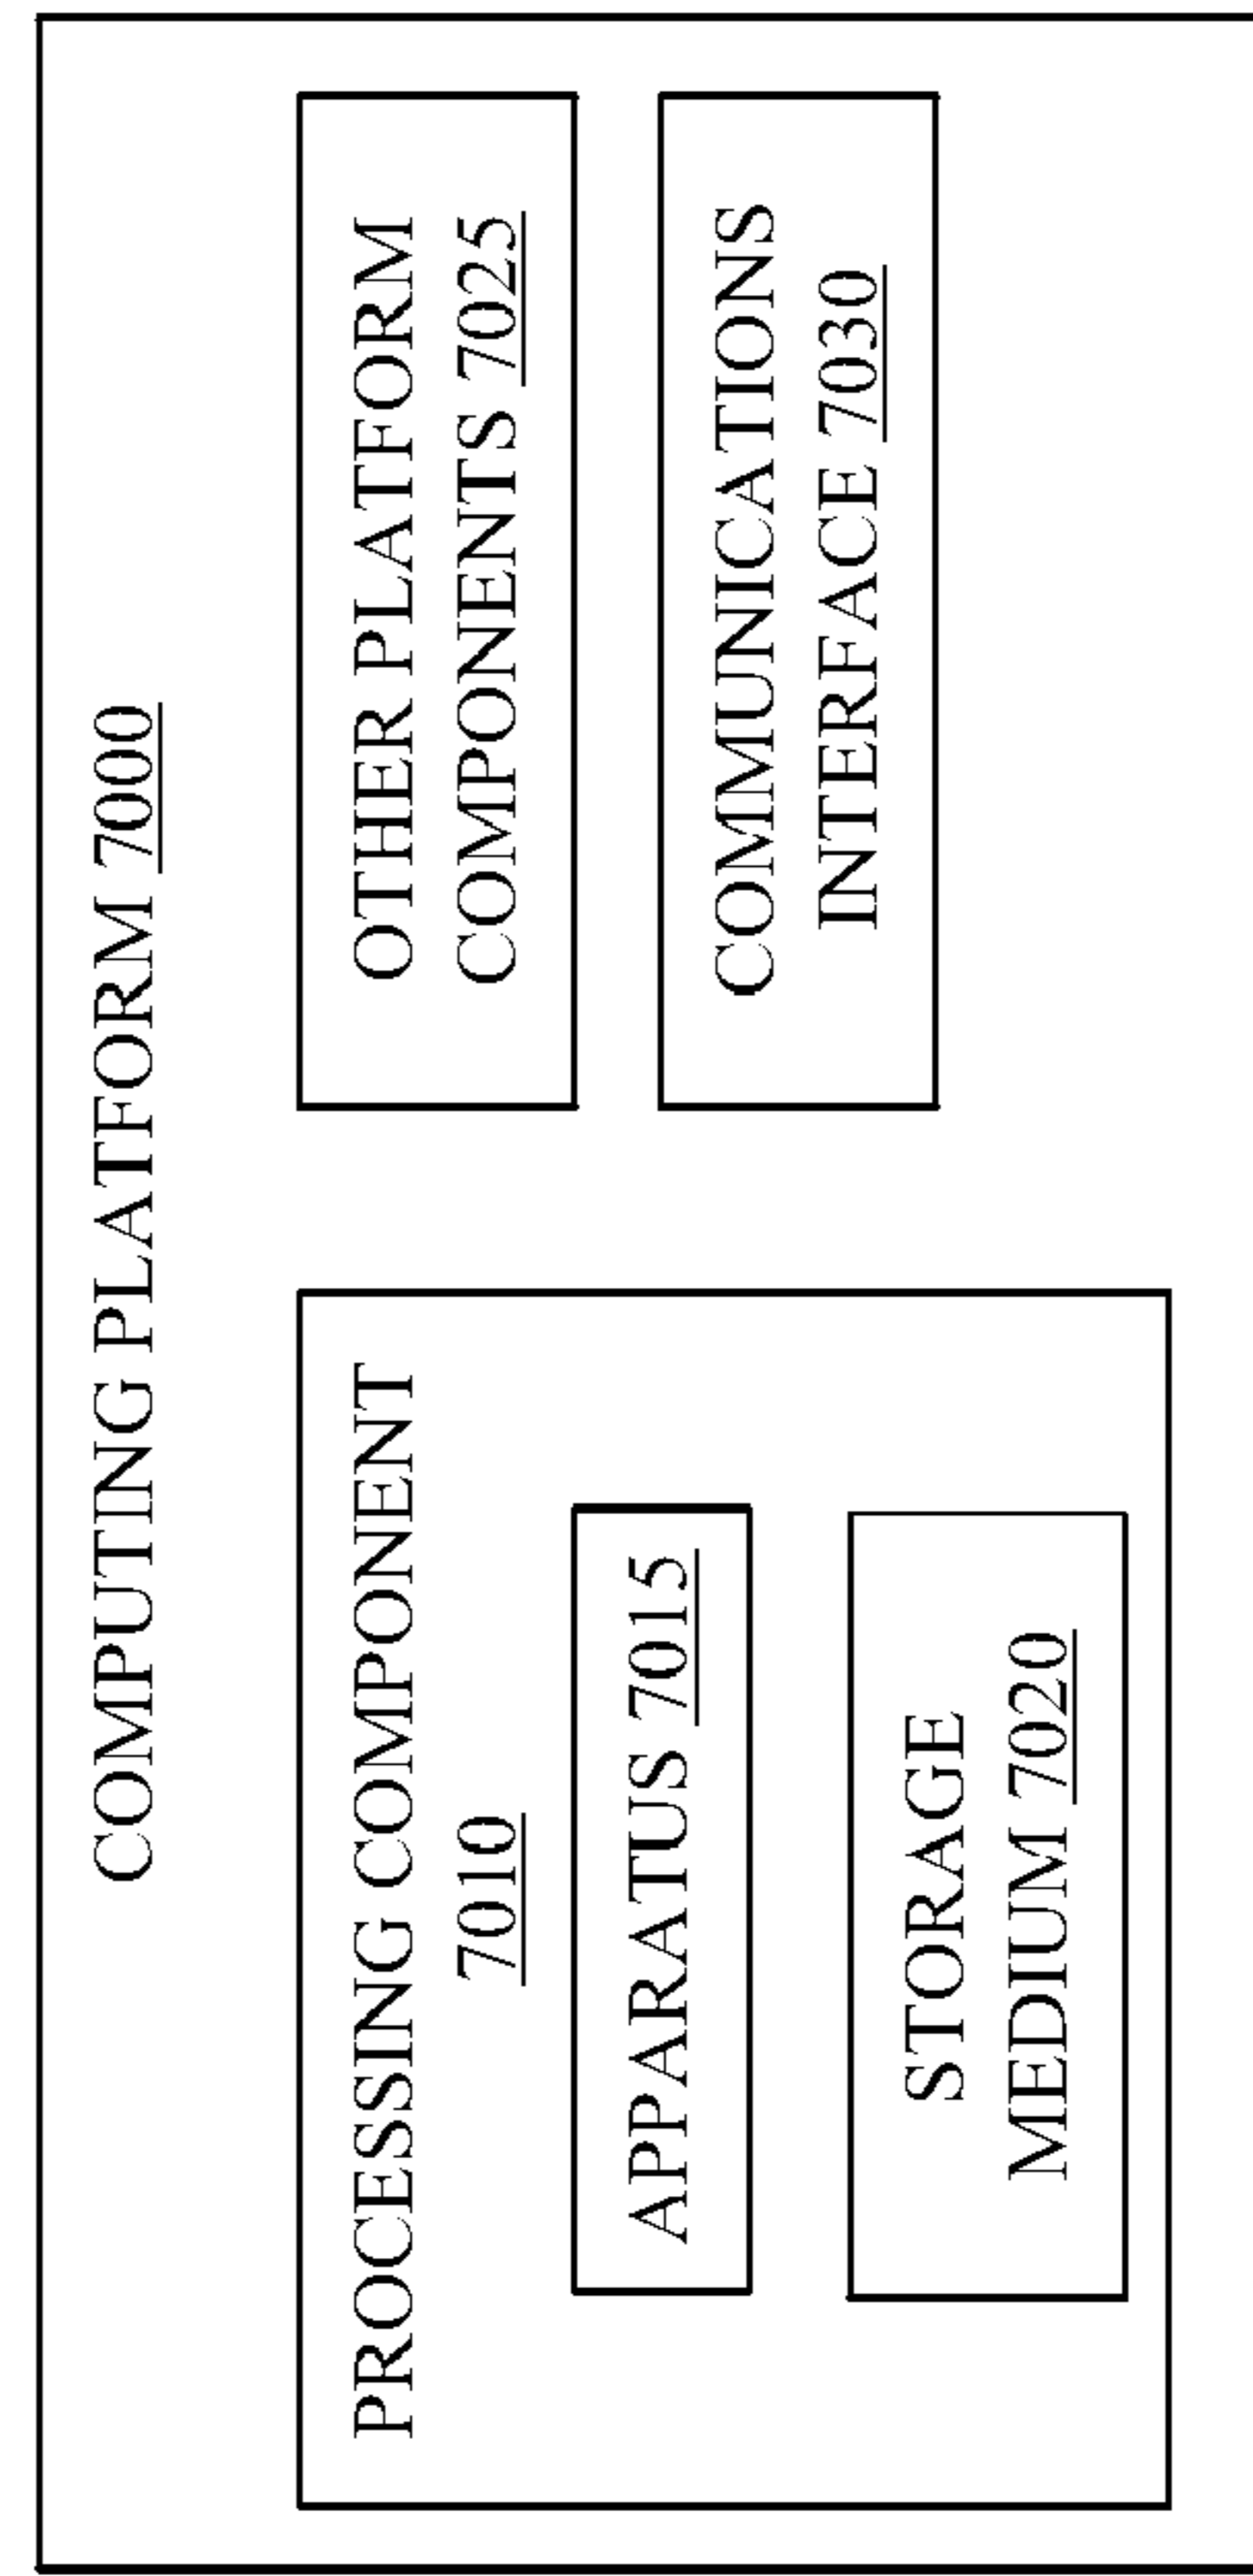 COMPUTING PLATFORM 7000
PROCESSING COMPONENT
7010
APPARATUS 7015
STORAGE
MEDIUM 7020
OTHER PLATFORM
COMPONENTS 7025
COMMUNICATIONS
INTERFACE 7030